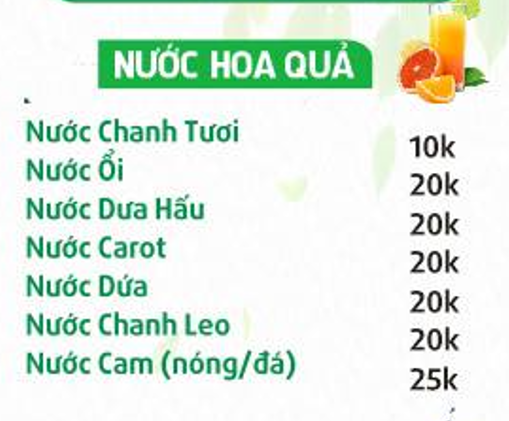 NƯỚC HOA QUẢ
Nước Chanh Tươi 10k
Nước Ổi 20k
Nước Dưa Hấu 20k
Nước Carot 20k
Nước Dứa 20k
Nước Chanh Leo 20k
Nước Cam (nóng/đá) 25k